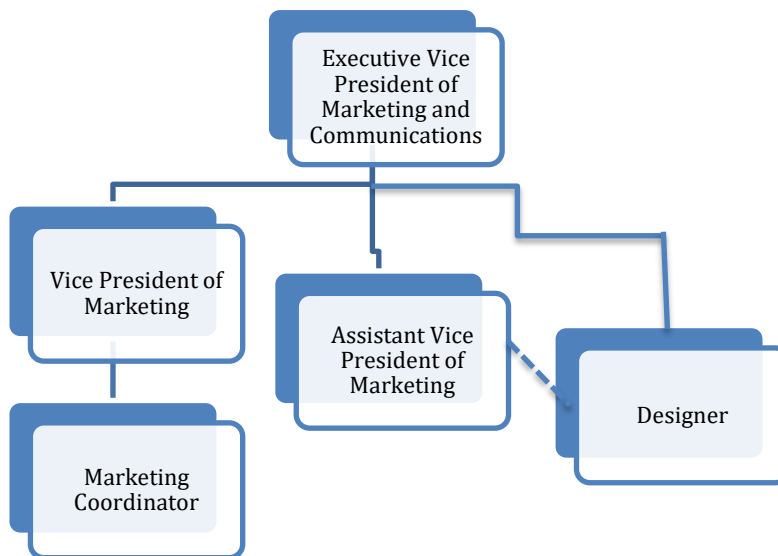 Executive Vice
President of
Marketing and
Communications
Vice President of
Marketing
Assistant Vice
President of
Marketing
Designer
Marketing
Coordinator